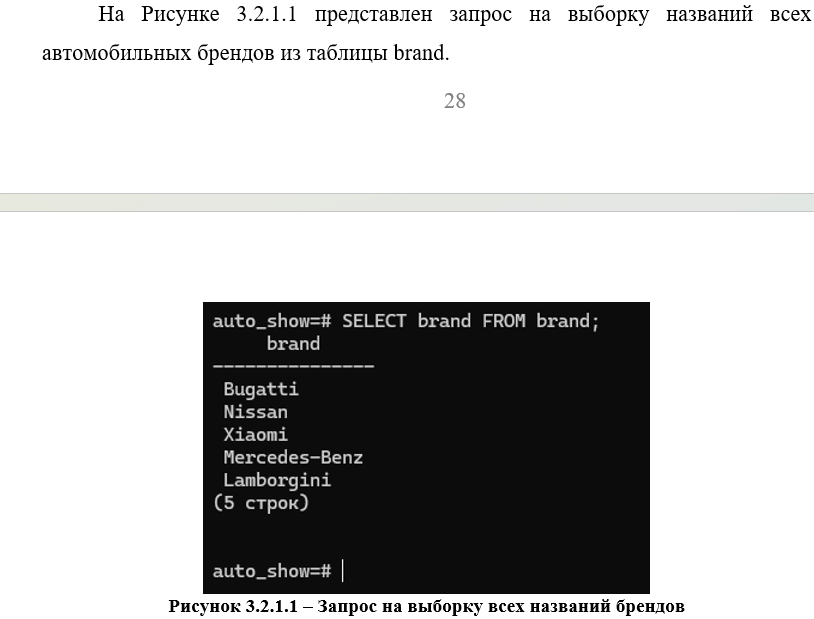 На Рисунке 3.2.1.1 представлен запрос на выборку названий всех
автомобильных брендов из таблицы brand.
28
auto_show=# SELECT brand FROM brand;
brand
---------------
Bugatti
Nissan
Xiaomi
Mercedes-Benz
Lamborgini
(5 строк)
auto_show=#
Рисунок 3.2.1.1 – Запрос на выборку всех названий брендов